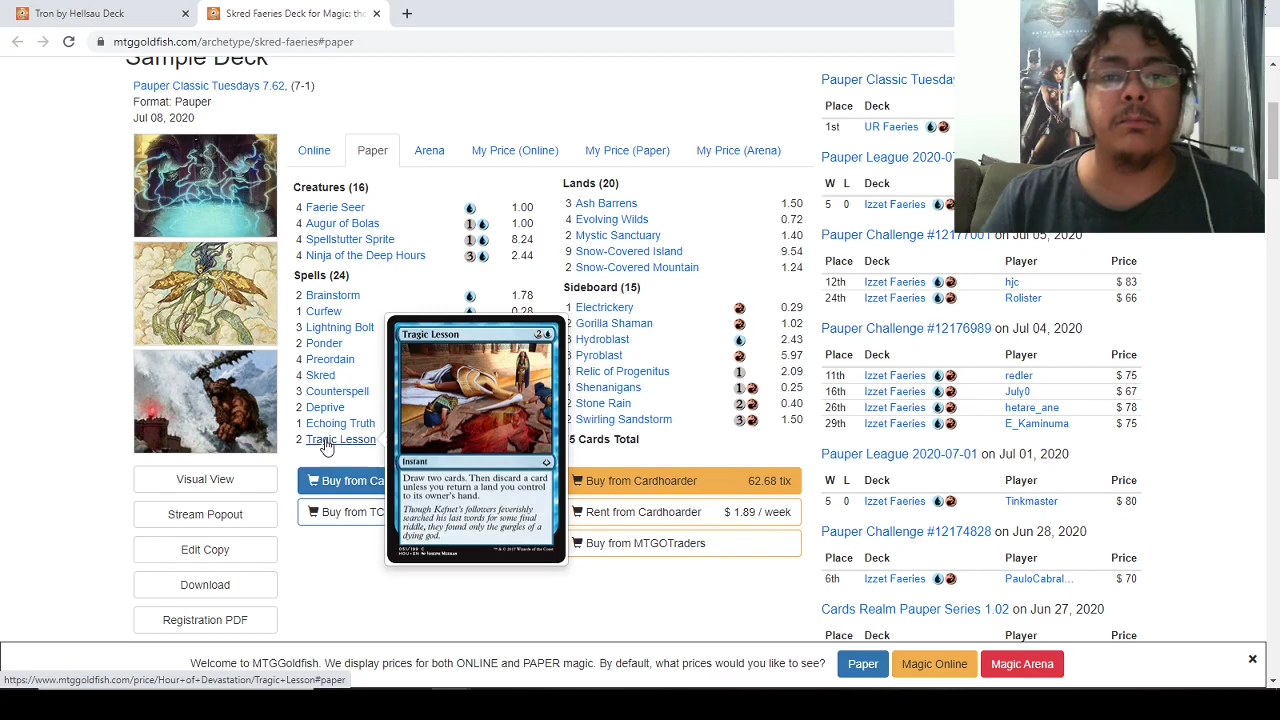 Tron by Hellsau Deck
Skred Faeries Deck for Magic: th
mtggoldfish.com/archetype/skred-faeries#paper
Sample Deck
Pauper Classic Tuesdays 7.62, (7-1)
Format: Pauper
Jul 08, 2020
Visual View
Stream Popout
Edit Copy
Download
Registration PDF
Online Paper Arena My Price (Online) My Price (Paper) My Price (Arena)
Creatures (16)
4 Faerie Seer 1.00
4 Augur of Bolas 1 1.00
4 Spellstutter Sprite 1 8.24
4 Ninja of the Deep Hours 3 2.44
Spells (24)
2 Brainstorm 1.78
1 Curfew 0.28
3 Lightning Bolt
2 Ponder
4 Preordain
4 Skred
3 Counterspell
2 Deprive
1 Echoing Truth
2 Tragic Lesson
Buy from Ca
Buy from TC
Tragic Lesson 2
Instant
Draw two cards. Then discard a card
unless you return a land you control
to its owner's hand.
Though Kefnet's followers feverishly
searched his last words for some final
riddle, they found only the gurgles of a
dying god.
Lands (20)
3 Ash Barrens 1.50
4 Evolving Wilds 0.72
2 Mystic Sanctuary 1.40
9 Snow-Covered Island 9.54
2 Snow-Covered Mountain 1.24
Sideboard (15)
1 Electrickery 0.29
2 Gorilla Shaman 1.02
3 Hydroblast 2.43
3 Pyroblast 5.97
1 Relic of Progenitus 1 2.09
1 Shenanigans 1 0.25
2 Stone Rain 2 0.40
2 Swirling Sandstorm 3 1.50
5 Cards Total
Buy from Cardhoarder 62.68 tix
Rent from Cardhoarder $ 1.89 / week
Buy from MTGOTraders
Pauper Classic Tuesdays
Place Deck
1st UR Faeries
Pauper League 2020-07
W L Deck
5 0 Izzet Faeries
Pauper Challenge #12177001 on Jul 05, 2020
Place Deck Player Price
12th Izzet Faeries hjc $ 83
24th Izzet Faeries Rolister $ 66
Pauper Challenge #12176989 on Jul 04, 2020
Place Deck Player Price
11th Izzet Faeries redler $ 75
16th Izzet Faeries July0 $ 67
26th Izzet Faeries hetare_ane $ 78
29th Izzet Faeries E_Kaminuma $ 75
Pauper League 2020-07-01 on Jul 01, 2020
W L Deck Player Price
5 0 Izzet Faeries Tinkmaster $ 80
Pauper Challenge #12174828 on Jun 28, 2020
Place Deck Player Price
6th Izzet Faeries PauloCabral... $ 70
Cards Realm Pauper Series 1.02 on Jun 27, 2020
Place Deck Player Price
Welcome to MTGGoldfish. We display prices for both ONLINE and PAPER magic. By default, what prices would you like to see? Paper Magic Online Magic Arena
https://www.mtggoldfish.com/price/Hour+of+Devastation/Tragic+Lesson#paper